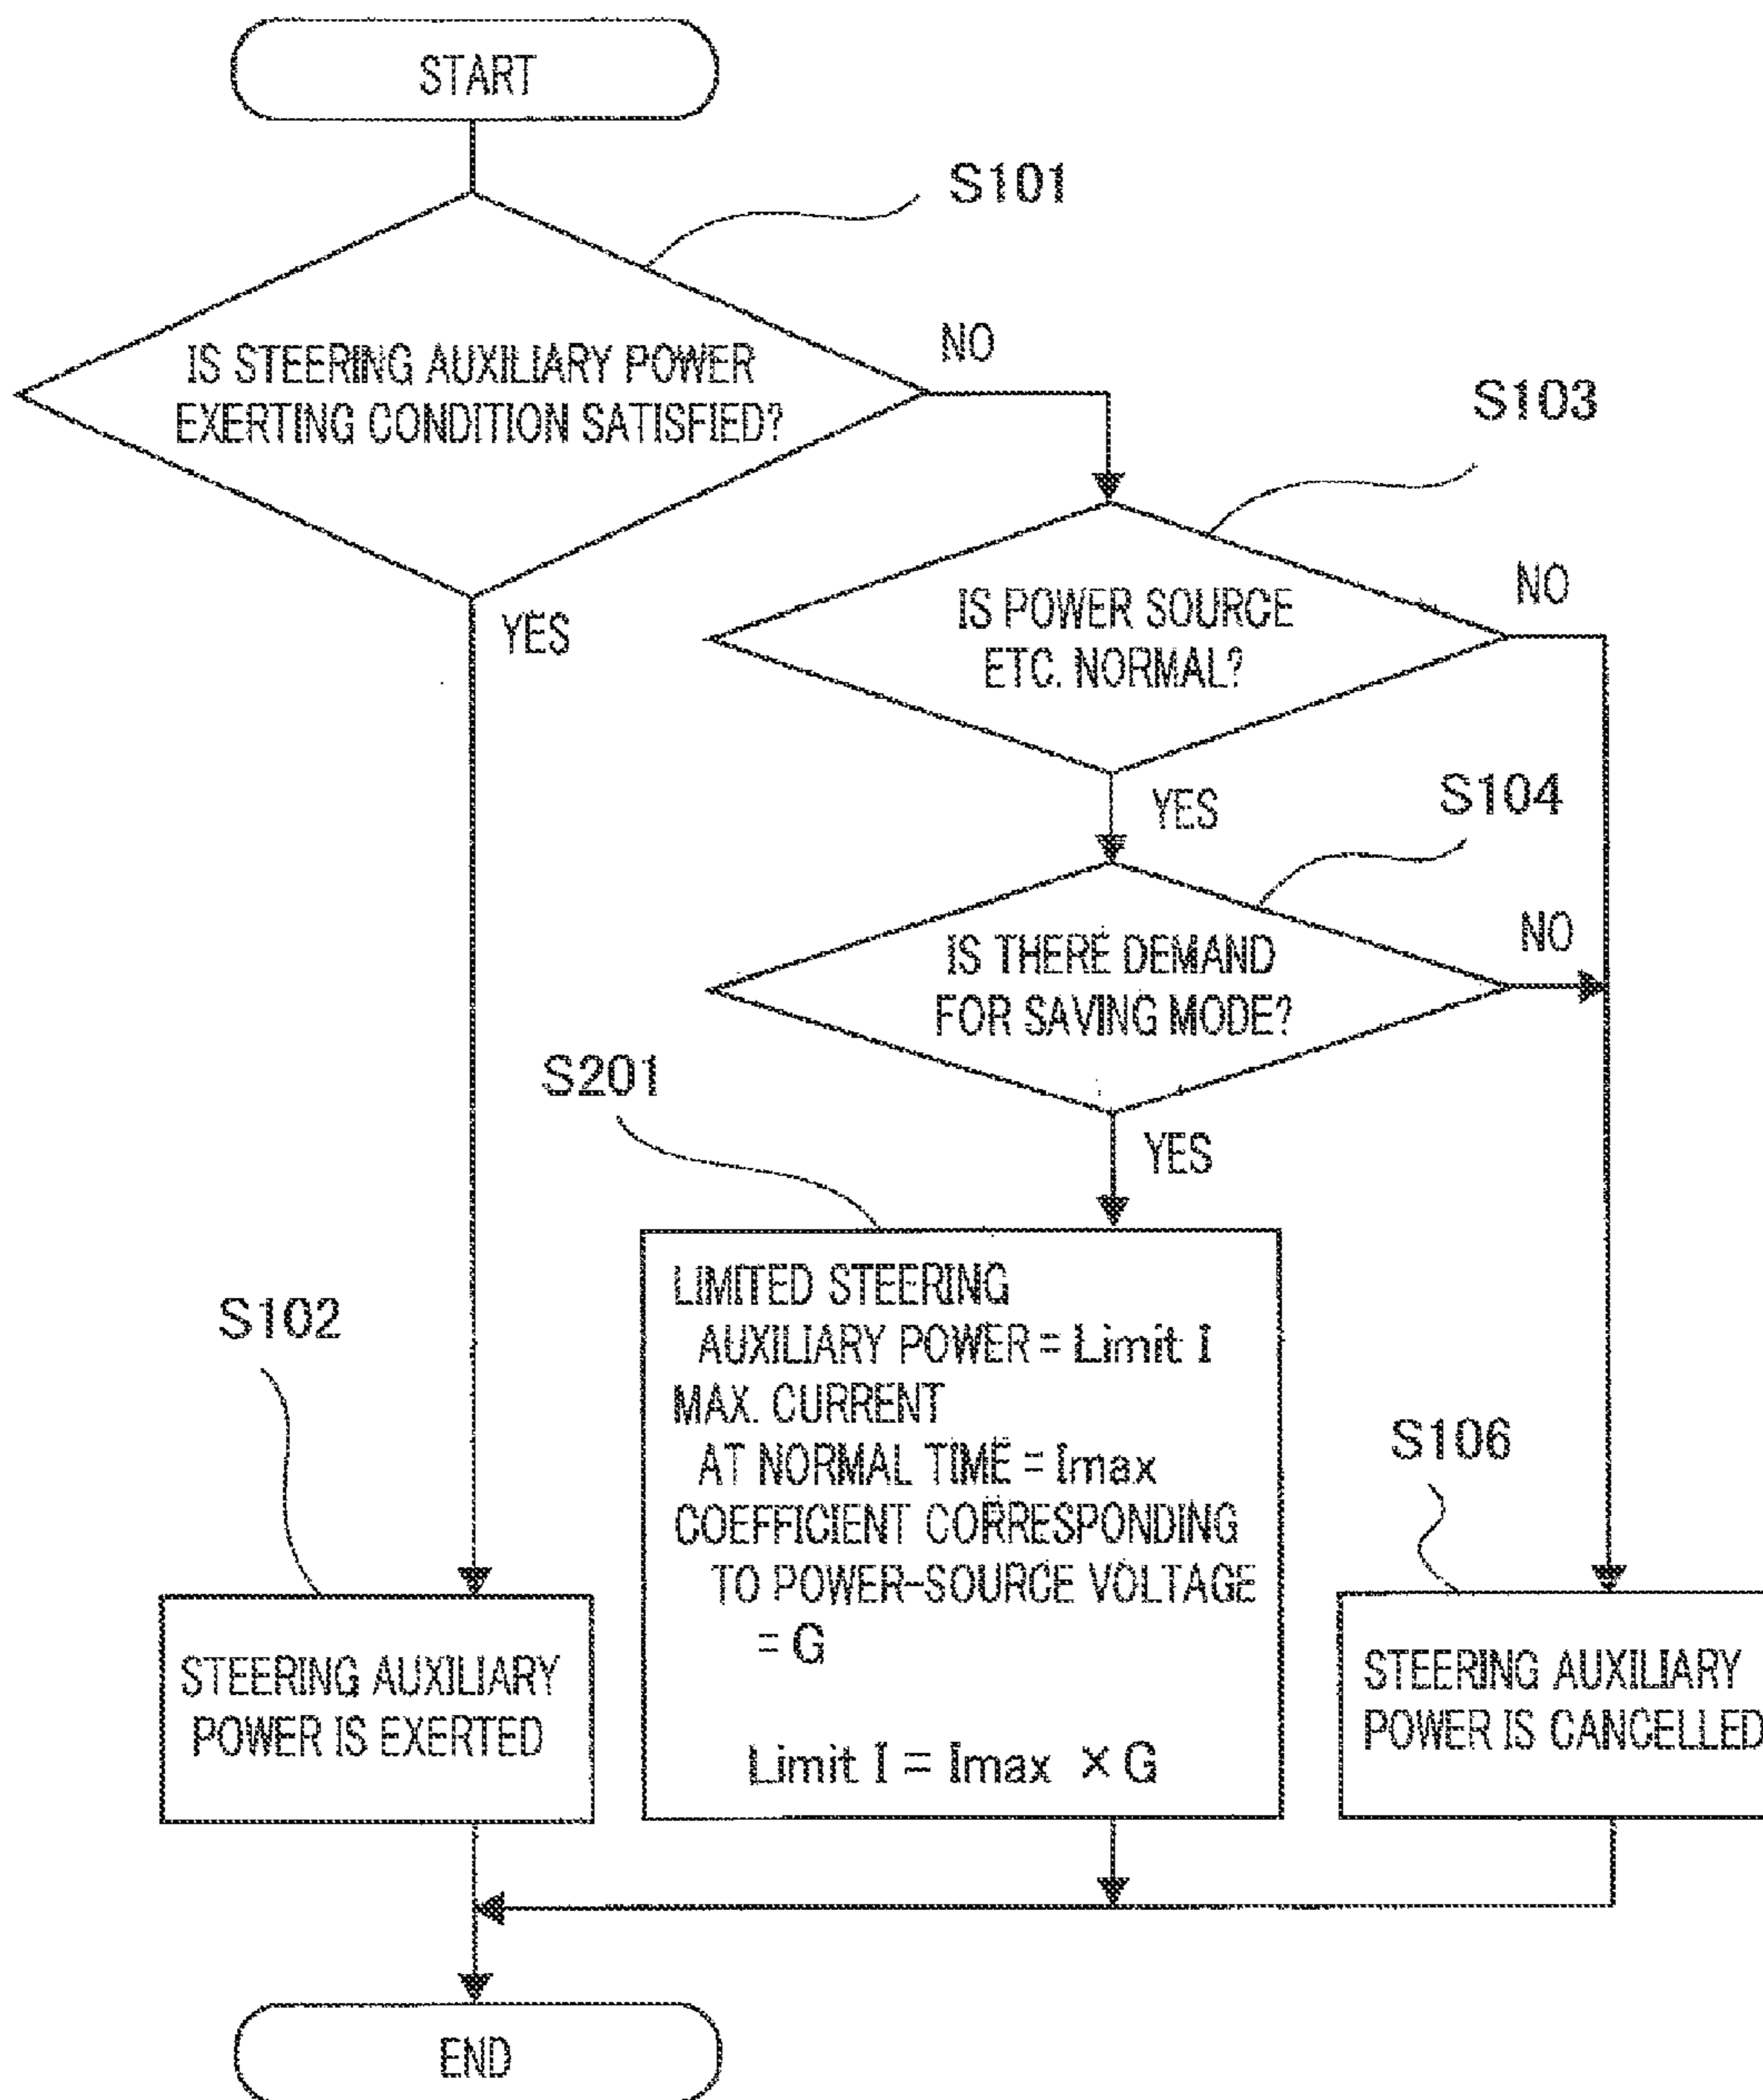 START
S101
IS STEERING AUXILIARY POWER
EXERTING CONDITION SATISFIED?
NO
YES
S103
IS POWER SOURCE
ETC. NORMAL?
NO
YES
S104
IS THERE DEMAND
FOR SAVING MODE?
NO
YES
S201
LIMITED STEERING
AUXILIARY POWER = Limit I
MAX. CURRENT
AT NORMAL TIME = Imax
COEFFICIENT CORRESPONDING
TO POWER-SOURCE VOLTAGE
= G
Limit I = Imax × G
S102
STEERING AUXILIARY
POWER IS EXERTED
S106
STEERING AUXILIARY
POWER IS CANCELLED
END